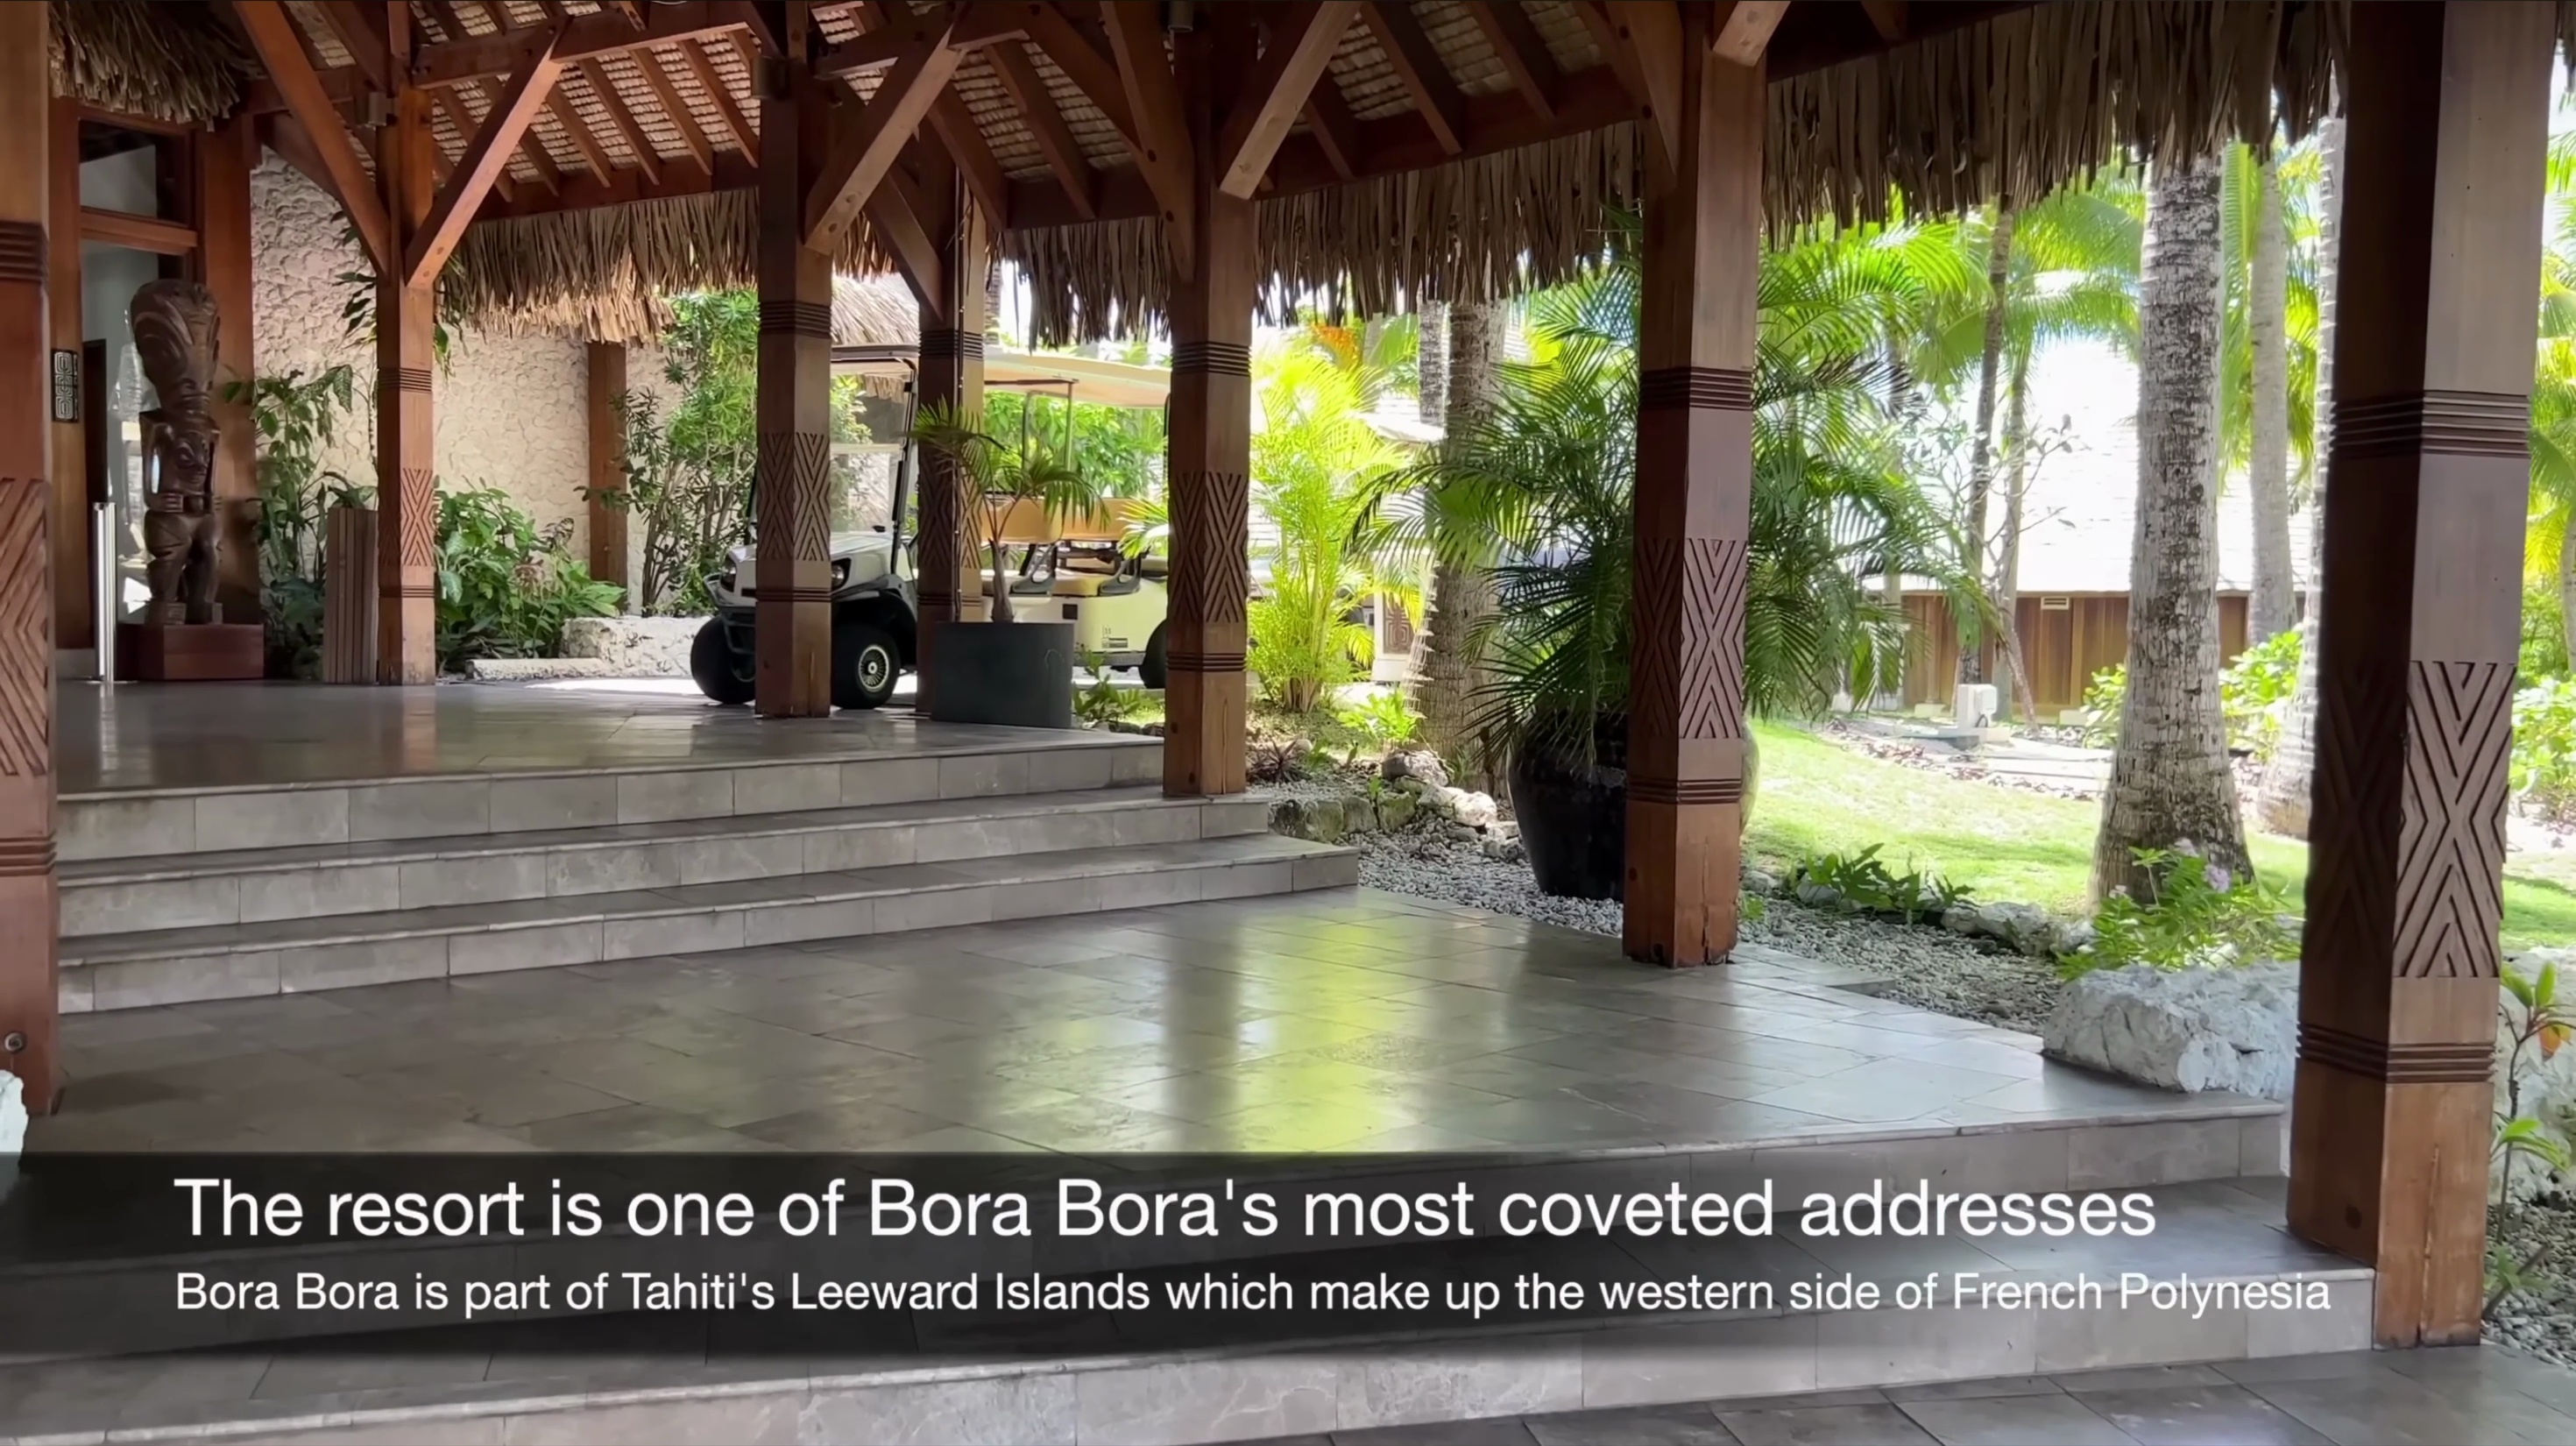 The resort is one of Bora Bora's most coveted addresses
Bora Bora is part of Tahiti's Leeward Islands which make up the western side of French Polynesia